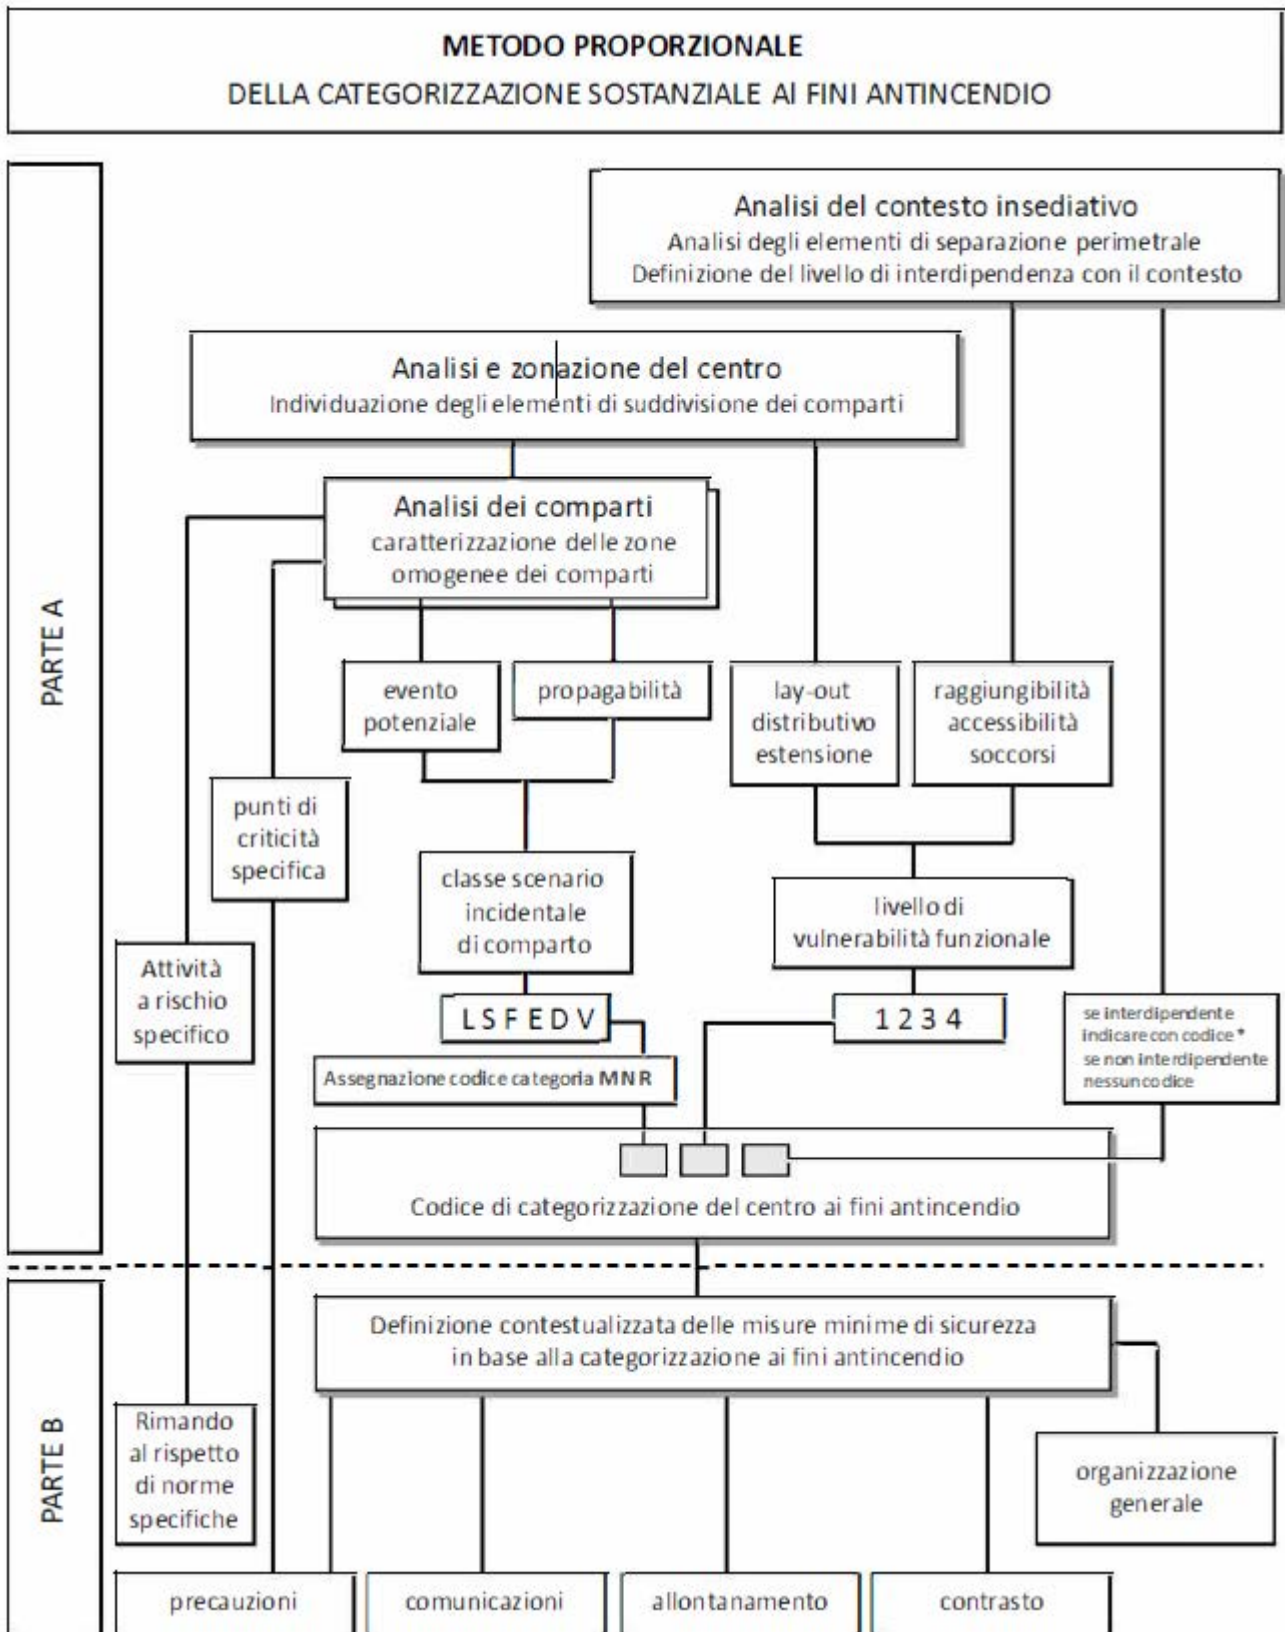 METODO PROPORZIONALE
DELLA CATEGORIZZAZIONE SOSTANZIALE AI FINI ANTINCENDIO
PARTE A
Analisi del contesto insediativo
Analisi degli elementi di separazione perimetrale
Definizione del livello di interdipendenza con il contesto
Analisi e zonazione del centro
Individuazione degli elementi di suddivisione dei comparti
Analisi dei comparti
caratterizzazione delle zone
omogenee dei comparti
evento
potenziale
propagabilità
lay-out
distributivo
estensione
raggiungibilità
accessibilità
soccorsi
punti di
criticità
specifica
classe scenario
incidentale
di comparto
livello di
vulnerabilità funzionale
Attività
a rischio
specifico
L S F E D V
1 2 3 4
se interdipendente
indicare con codice *
se non interdipendente
nessun codice
Assegnazione codice categoria MNR
Codice di categorizzazione del centro ai fini antincendio
PARTE B
Definizione contestualizzata delle misure minime di sicurezza
in base alla categorizzazione ai fini antincendio
Rimando
al rispetto
di norme
specifiche
organizzazione
generale
precauzioni
comunicazioni
allontanamento
contrasto